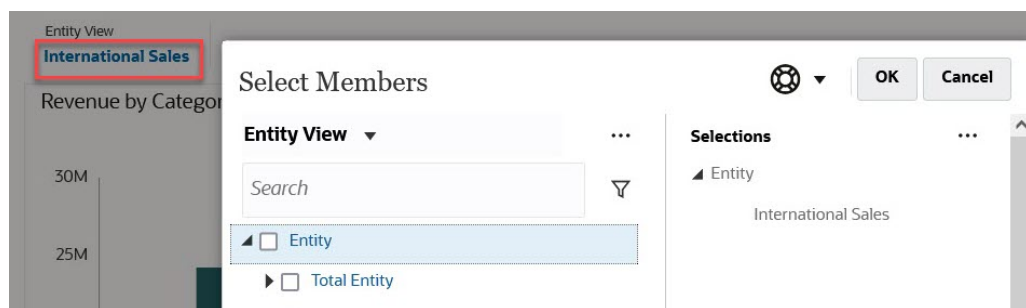 Entity View
International Sales
Revenue by Categor
30M
25M
Select Members
OK
Cancel
Entity View
...
Search
Entity
Total Entity
Selections
...
Entity
International Sales